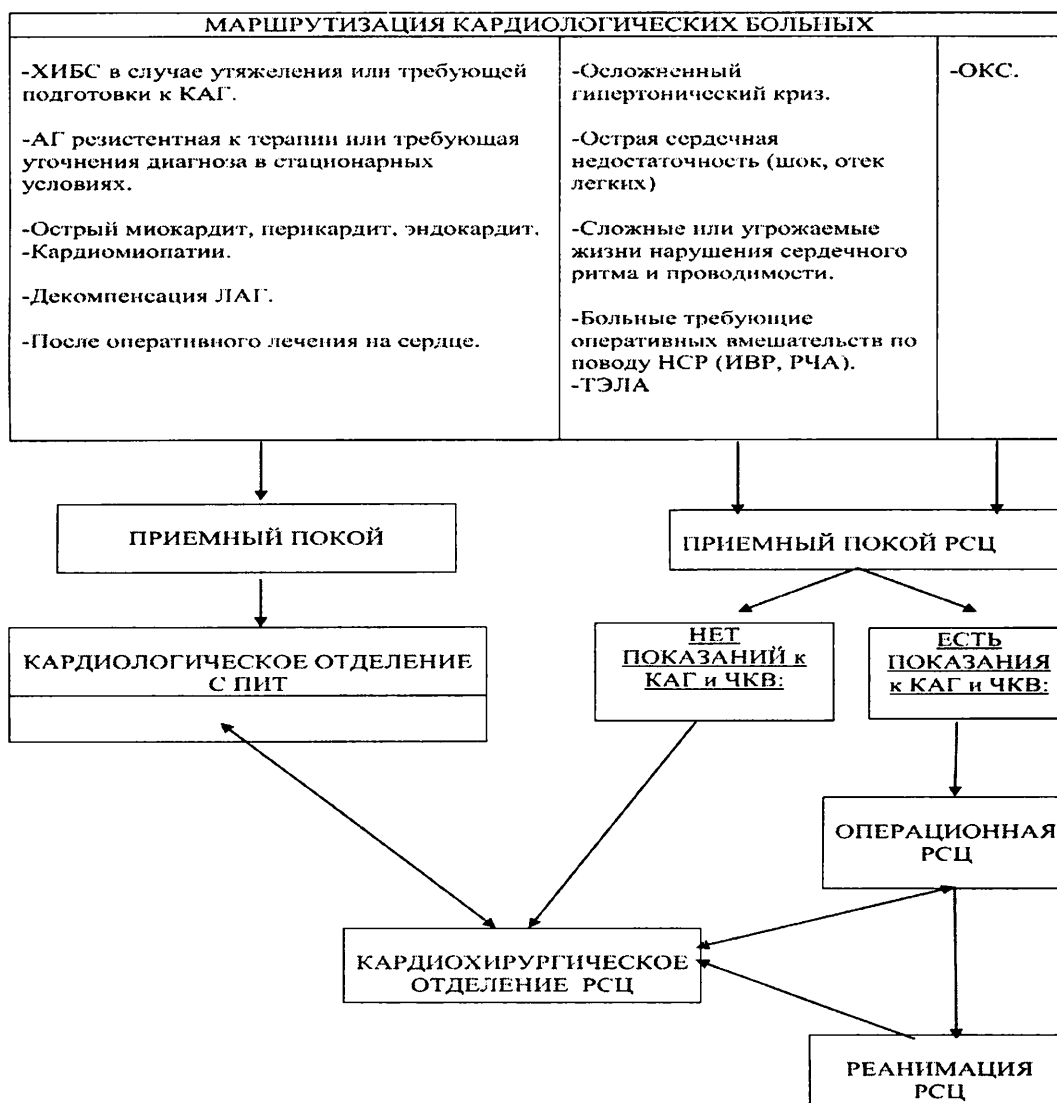 МАРШРУТИЗАЦИЯ КАРДИОЛОГИЧЕСКИХ БОЛЬНЫХ
-ХИБС в случае утяжеления или требующей
подготовки к КАГ.
-АГ резистентная к терапии или требующая
уточнения диагноза в стационарных
условиях.
-Острый миокардит, перикардит, эндокардит.
-Кардиомиопатии.
-Декомпенсация ЛАГ.
-После оперативного лечения на сердце.
-Осложненный
гипертонический криз.
-Острая сердечная
недостаточность (шок, отек
легких)
-Сложные или угрожаемые
жизни нарушения сердечного
ритма и проводимости.
-Больные требующие
оперативных вмешательств по
поводу НСР (ИВР, РЧА).
-ТЭЛА
-ОКС.
ПРИЕМНЫЙ ПОКОЙ
ПРИЕМНЫЙ ПОКОЙ РСЦ
КАРДИОЛОГИЧЕСКОЕ ОТДЕЛЕНИЕ
С ПИТ
НЕТ
ПОКАЗАНИЙ к
КАГ и ЧКВ:
ЕСТЬ
ПОКАЗАНИЯ
к КАГ и ЧКВ:
ОПЕРАЦИОННАЯ
РСЦ
КАРДИОХИРУРГИЧЕСКОЕ
ОТДЕЛЕНИЕ РСЦ
РЕАНИМАЦИЯ
РСЦ